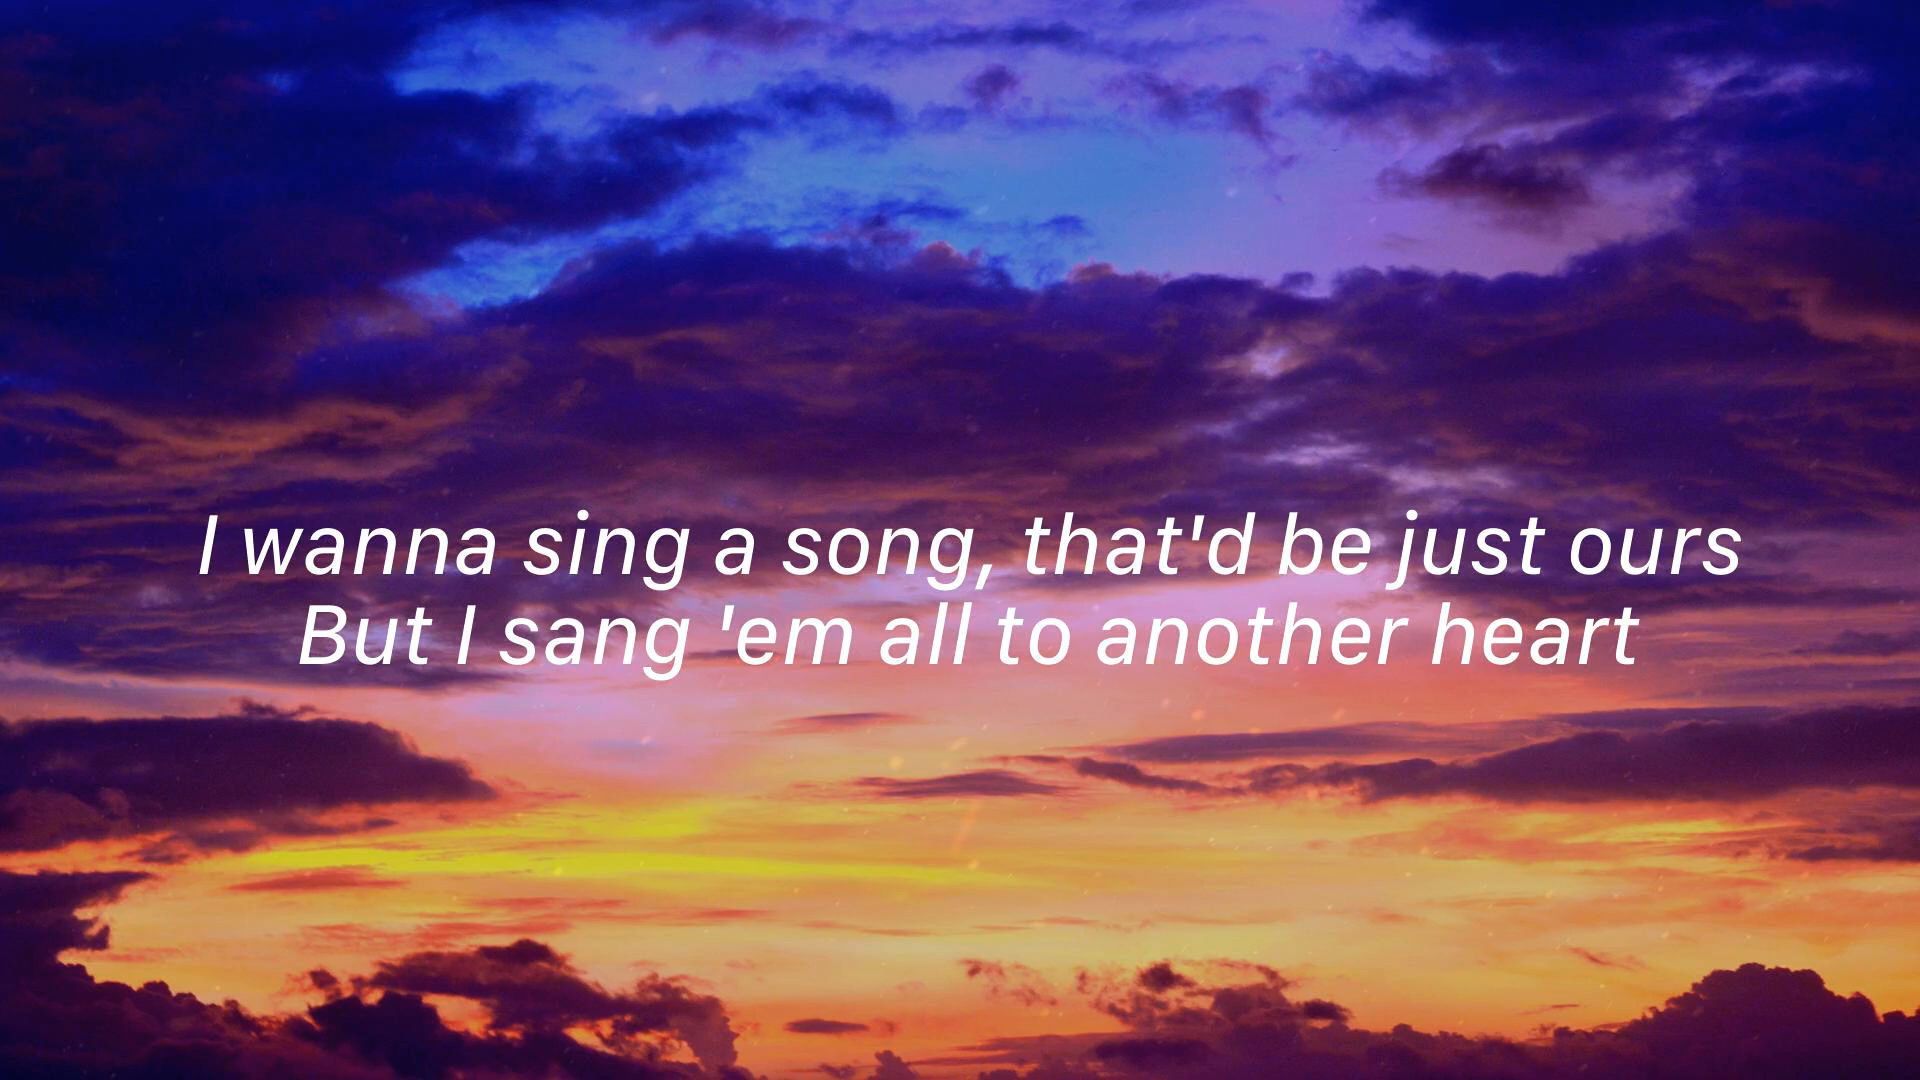 I wanna sing a song, that'd be just ours
But I sang 'em all to another heart